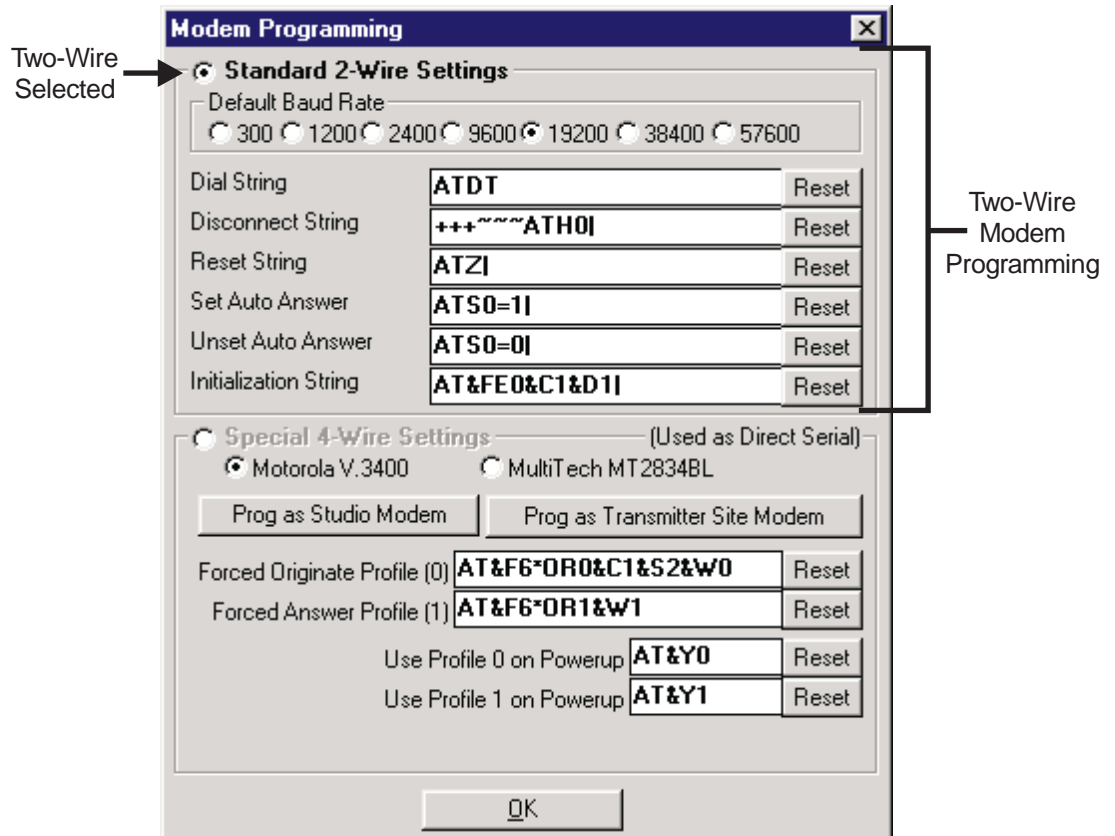 Modem Programming
Two-Wire
Selected
Standard 2-Wire Settings
Default Baud Rate
300 1200 2400 9600 19200 38400 57600
Dial String ATDT Reset
Disconnect String +++~~~ATH0| Reset
Reset String ATZ| Reset
Set Auto Answer ATS0=1| Reset
Unset Auto Answer ATS0=0| Reset
Initialization String AT&FE0&C1&D1| Reset
Two-Wire
Modem
Programming
Special 4-Wire Settings (Used as Direct Serial)
Motorola V.3400 MultiTech MT2834BL
Prog as Studio Modem Prog as Transmitter Site Modem
Forced Originate Profile (0) AT&F6*OR0&C1&S2&W0 Reset
Forced Answer Profile (1) AT&F6*OR1&W1 Reset
Use Profile 0 on Powerup AT&Y0 Reset
Use Profile 1 on Powerup AT&Y1 Reset
OK